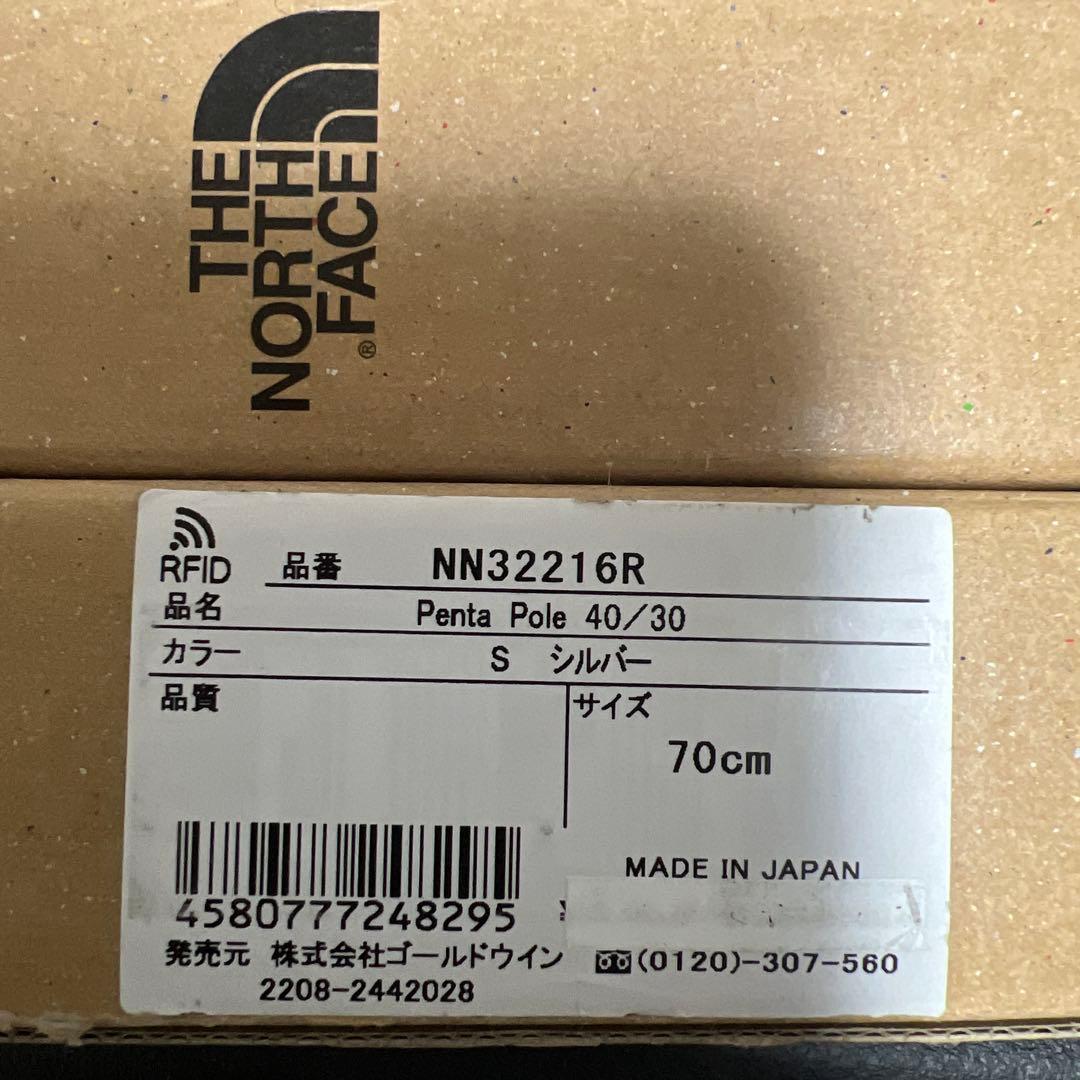 THE
NORTH
FACE®
RFID 品番 NN32216R
品名 Penta Pole 40/30
カラー S シルバー
品質 サイズ
70cm
MADE IN JAPAN
4580777248295 ¥
発売元 株式会社ゴールドウイン (0120)-307-560
2208-2442028